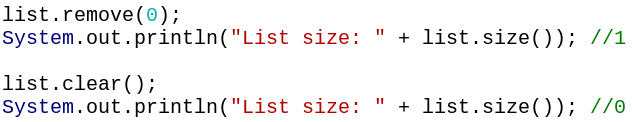 list.remove(0);
System.out.println("List size: " + list.size()); //1
list.clear();
System.out.println("List size: " + list.size()); //0